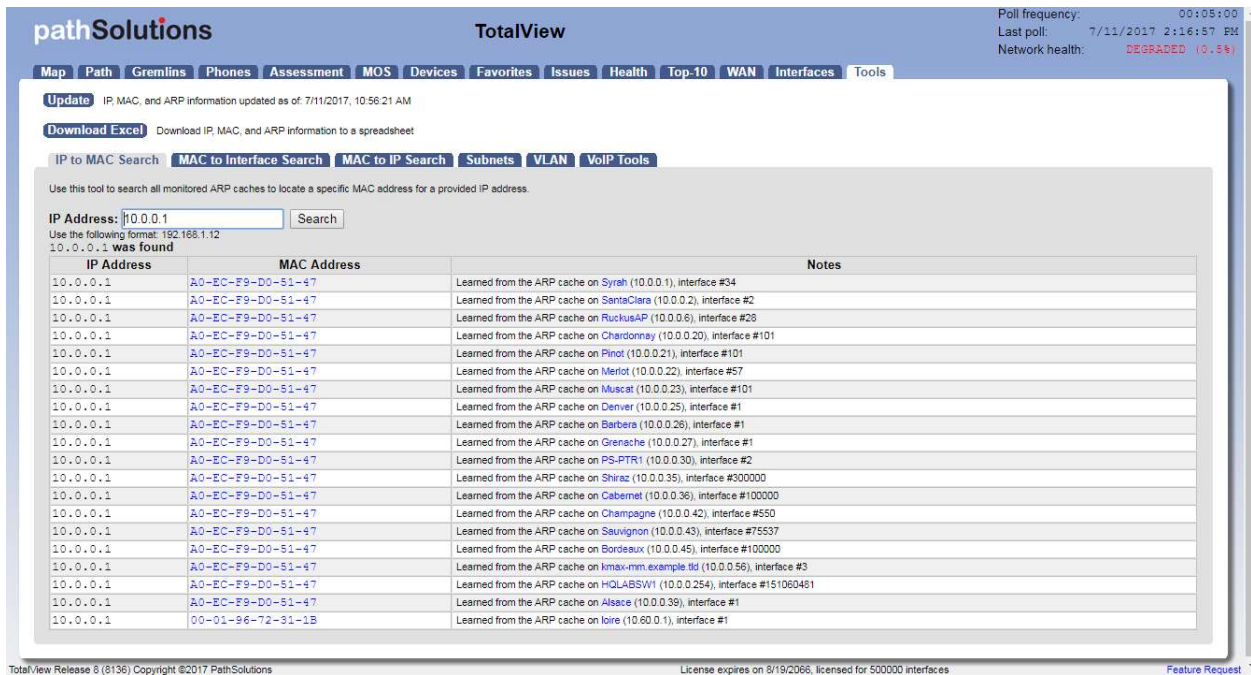 pathSolutions
TotalView
Poll frequency: 00:05:00
Last poll: 7/11/2017 2:16:57 PM
Network health: DEGRADED (0.5%)
Map Path Gremlins Phones Assessment MOS Devices Favorites Issues Health Top-10 WAN Interfaces Tools
Update IP, MAC, and ARP information updated as of: 7/11/2017, 10:56:21 AM
Download Excel Download IP, MAC, and ARP information to a spreadsheet
IP to MAC Search MAC to Interface Search MAC to IP Search Subnets VLAN VoIP Tools
Use this tool to search all monitored ARP caches to locate a specific MAC address for a provided IP address.
IP Address: 10.0.0.1 Search
Use the following format: 192.168.1.12
10.0.0.1 was found
IP Address MAC Address Notes
10.0.0.1 A0-EC-F9-D0-51-47 Learned from the ARP cache on Syrah (10.0.0.1), interface #34
10.0.0.1 A0-EC-F9-D0-51-47 Learned from the ARP cache on SantaClara (10.0.0.2), interface #2
10.0.0.1 A0-EC-F9-D0-51-47 Learned from the ARP cache on RuckusAP (10.0.0.6), interface #28
10.0.0.1 A0-EC-F9-D0-51-47 Learned from the ARP cache on Chardonnay (10.0.0.20), interface #101
10.0.0.1 A0-EC-F9-D0-51-47 Learned from the ARP cache on Pinot (10.0.0.21), interface #101
10.0.0.1 A0-EC-F9-D0-51-47 Learned from the ARP cache on Merlot (10.0.0.22), interface #57
10.0.0.1 A0-EC-F9-D0-51-47 Learned from the ARP cache on Muscat (10.0.0.23), interface #101
10.0.0.1 A0-EC-F9-D0-51-47 Learned from the ARP cache on Denver (10.0.0.25), interface #1
10.0.0.1 A0-EC-F9-D0-51-47 Learned from the ARP cache on Barbera (10.0.0.26), interface #1
10.0.0.1 A0-EC-F9-D0-51-47 Learned from the ARP cache on Grenache (10.0.0.27), interface #1
10.0.0.1 A0-EC-F9-D0-51-47 Learned from the ARP cache on PS-PTR1 (10.0.0.30), interface #2
10.0.0.1 A0-EC-F9-D0-51-47 Learned from the ARP cache on Shiraz (10.0.0.35), interface #300000
10.0.0.1 A0-EC-F9-D0-51-47 Learned from the ARP cache on Cabernet (10.0.0.36), interface #100000
10.0.0.1 A0-EC-F9-D0-51-47 Learned from the ARP cache on Champagne (10.0.0.42), interface #550
10.0.0.1 A0-EC-F9-D0-51-47 Learned from the ARP cache on Sauvignon (10.0.0.43), interface #75537
10.0.0.1 A0-EC-F9-D0-51-47 Learned from the ARP cache on Bordeaux (10.0.0.45), interface #100000
10.0.0.1 A0-EC-F9-D0-51-47 Learned from the ARP cache on kmax-mm.example.tld (10.0.0.56), interface #3
10.0.0.1 A0-EC-F9-D0-51-47 Learned from the ARP cache on HQLABSW1 (10.0.0.254), interface #151060481
10.0.0.1 A0-EC-F9-D0-51-47 Learned from the ARP cache on Alsace (10.0.0.39), interface #1
10.0.0.1 00-01-96-72-31-1B Learned from the ARP cache on loire (10.60.0.1), interface #1
TotalView Release 8 (8136) Copyright ©2017 PathSolutions
License expires on 8/19/2066, licensed for 500000 interfaces
Feature Request